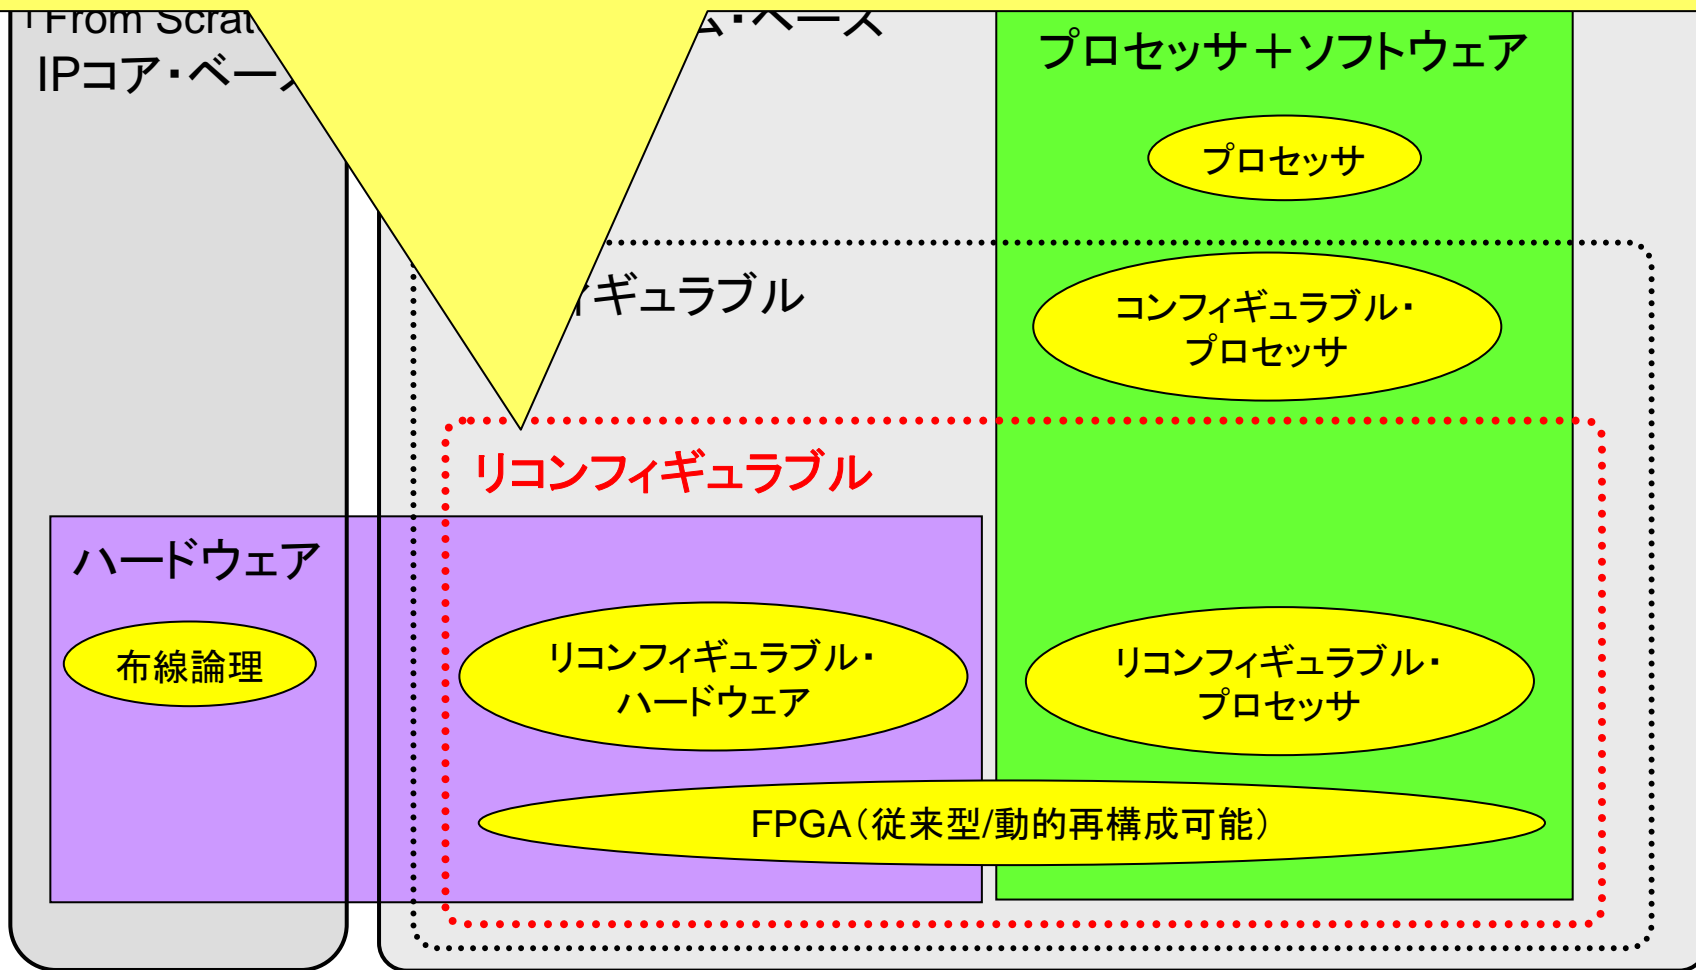 From Scrat
ム・ベース
IPコア・ベー
プロセッサ＋ソフトウェア
プロセッサ
ィギュラブル
コンフィギュラブル・
プロセッサ
リコンフィギュラブル
ハードウェア
布線論理
リコンフィギュラブル・
ハードウェア
リコンフィギュラブル・
プロセッサ
FPGA（従来型/動的再構成可能）